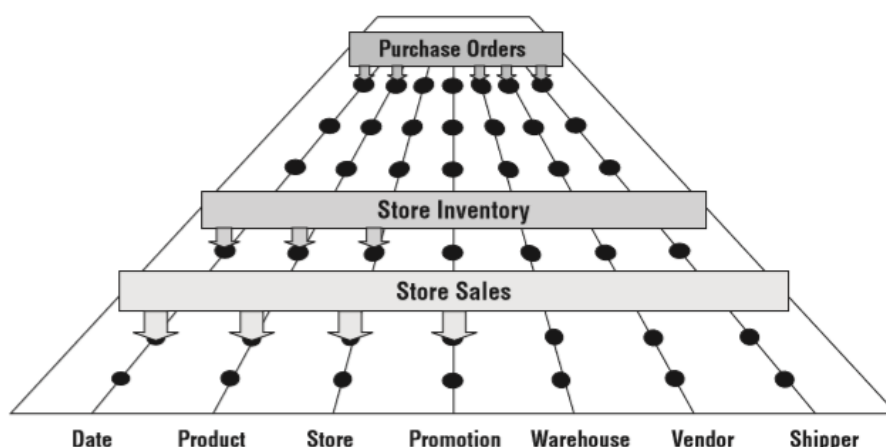 Purchase Orders
Store Inventory
Store Sales
Date Product Store Promotion Warehouse Vendor Shipper